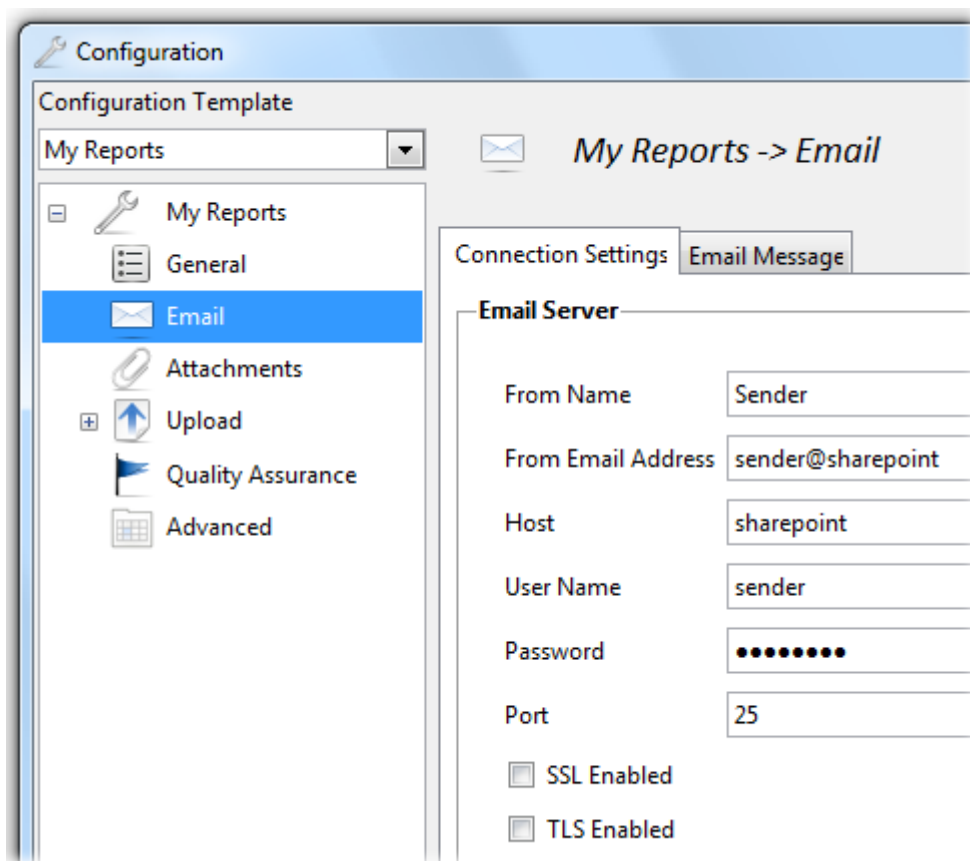 Configuration
Configuration Template
My Reports
My Reports -> Email
My Reports
General
Email
Attachments
Upload
Quality Assurance
Advanced
Connection Settings
Email Message
Email Server
From Name
Sender
From Email Address
sender@sharepoint
Host
sharepoint
User Name
sender
Password
●●●●●●●●
Port
25
SSL Enabled
TLS Enabled